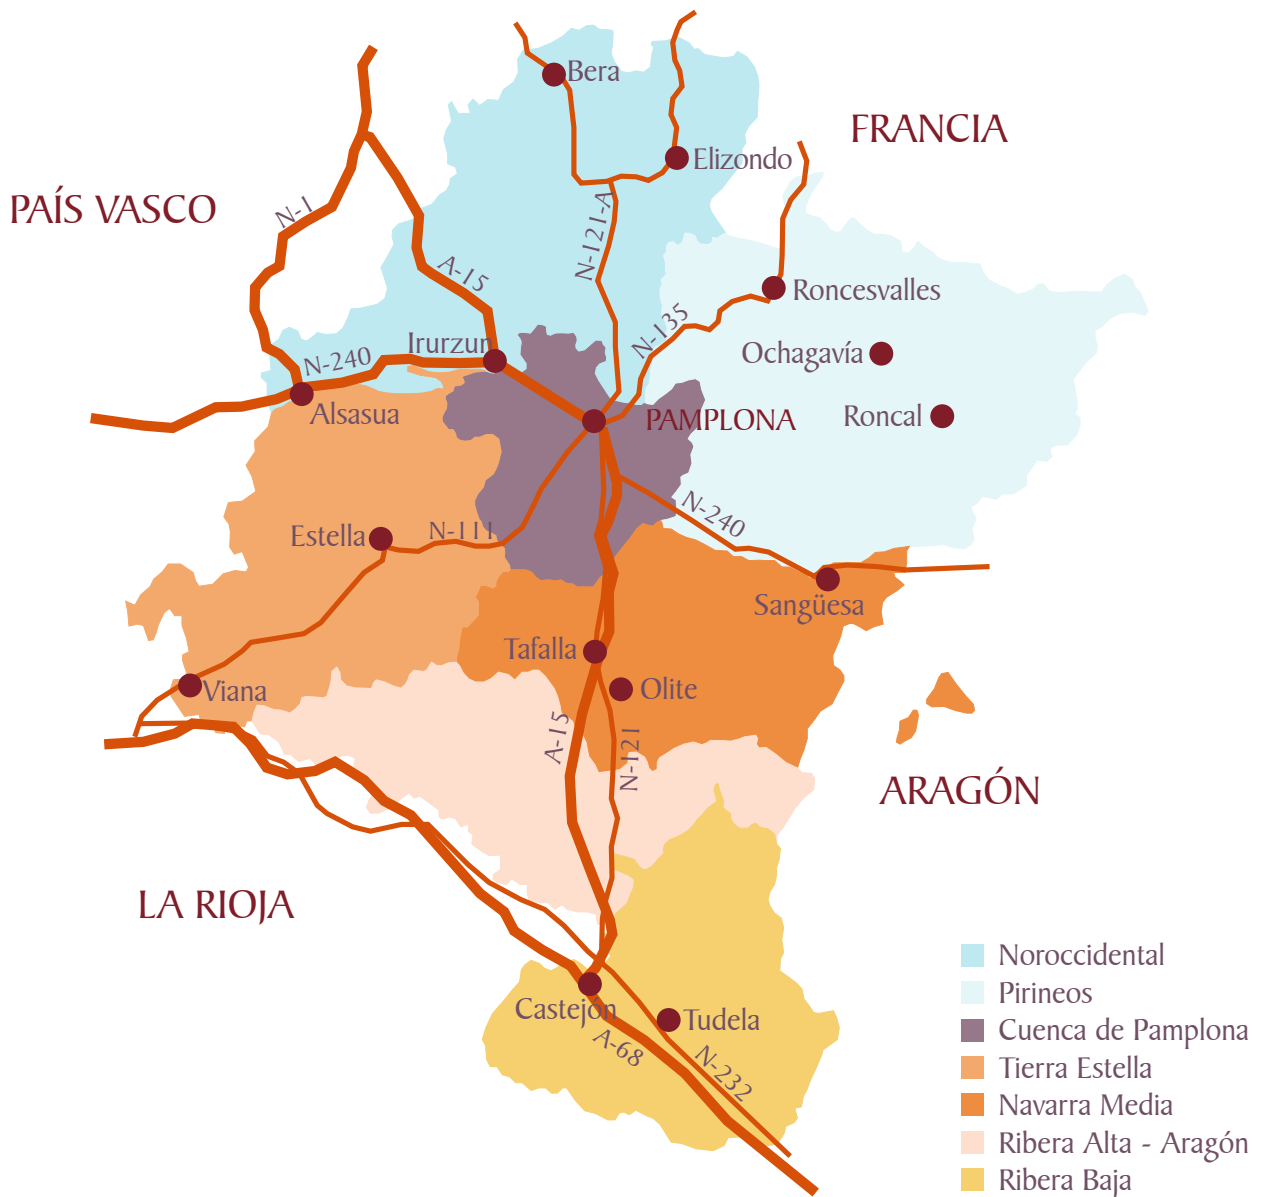 Bera
FRANCIA
Elizondo
PAÍS VASCO
N-1
N-121-A
A-15
Roncesvalles
N-135
Irurzun
N-240
Ochagavía
Alsasua
PAMPLONA
Roncal
N-240
Estella
N-111
Sangüesa
Tafalla
Viana
Olite
A-15
N-121
ARAGÓN
LA RIOJA
Noroccidental
Pirineos
Castejón
Tudela
Cuenca de Pamplona
A-68
N-232
Tierra Estella
Navarra Media
Ribera Alta - Aragón
Ribera Baja